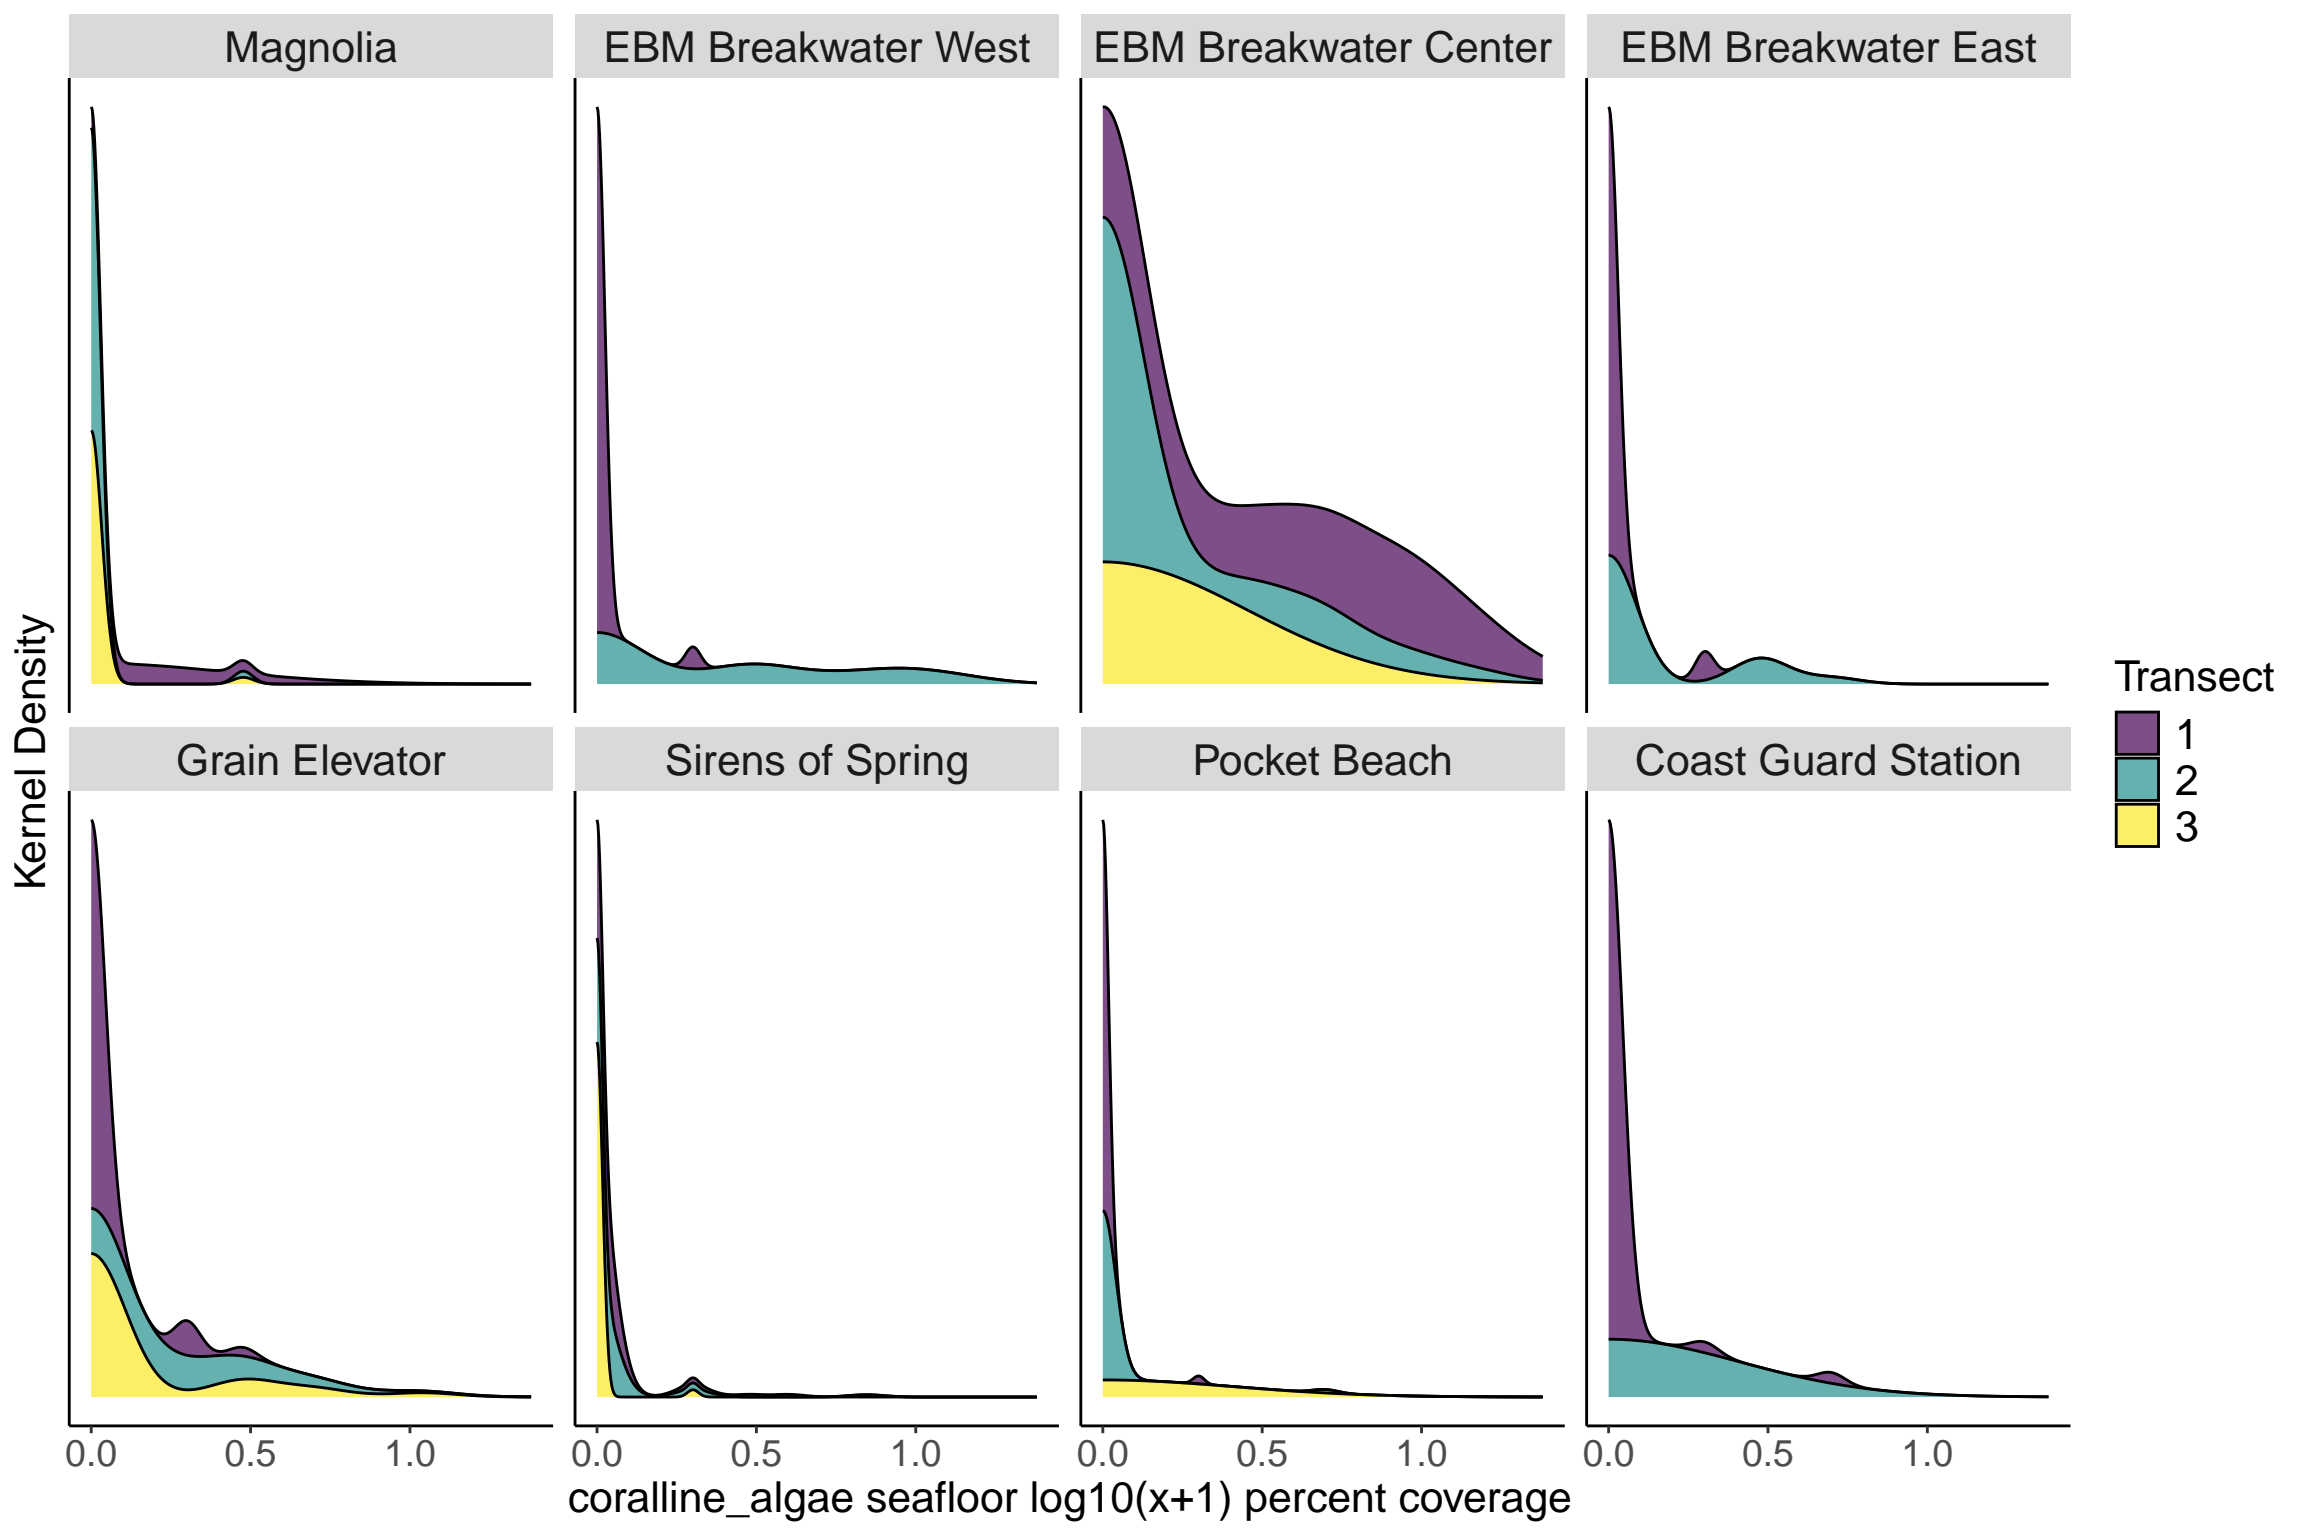 Magnolia
EBM Breakwater West
EBM Breakwater Center
EBM Breakwater East
Kernel Density
Grain Elevator
Sirens of Spring
Pocket Beach
Coast Guard Station
0.0 0.5 1.0
0.0 0.5 1.0
0.0 0.5 1.0
0.0 0.5 1.0
coralline_algae seafloor log10(x+1) percent coverage
Transect
1
2
3